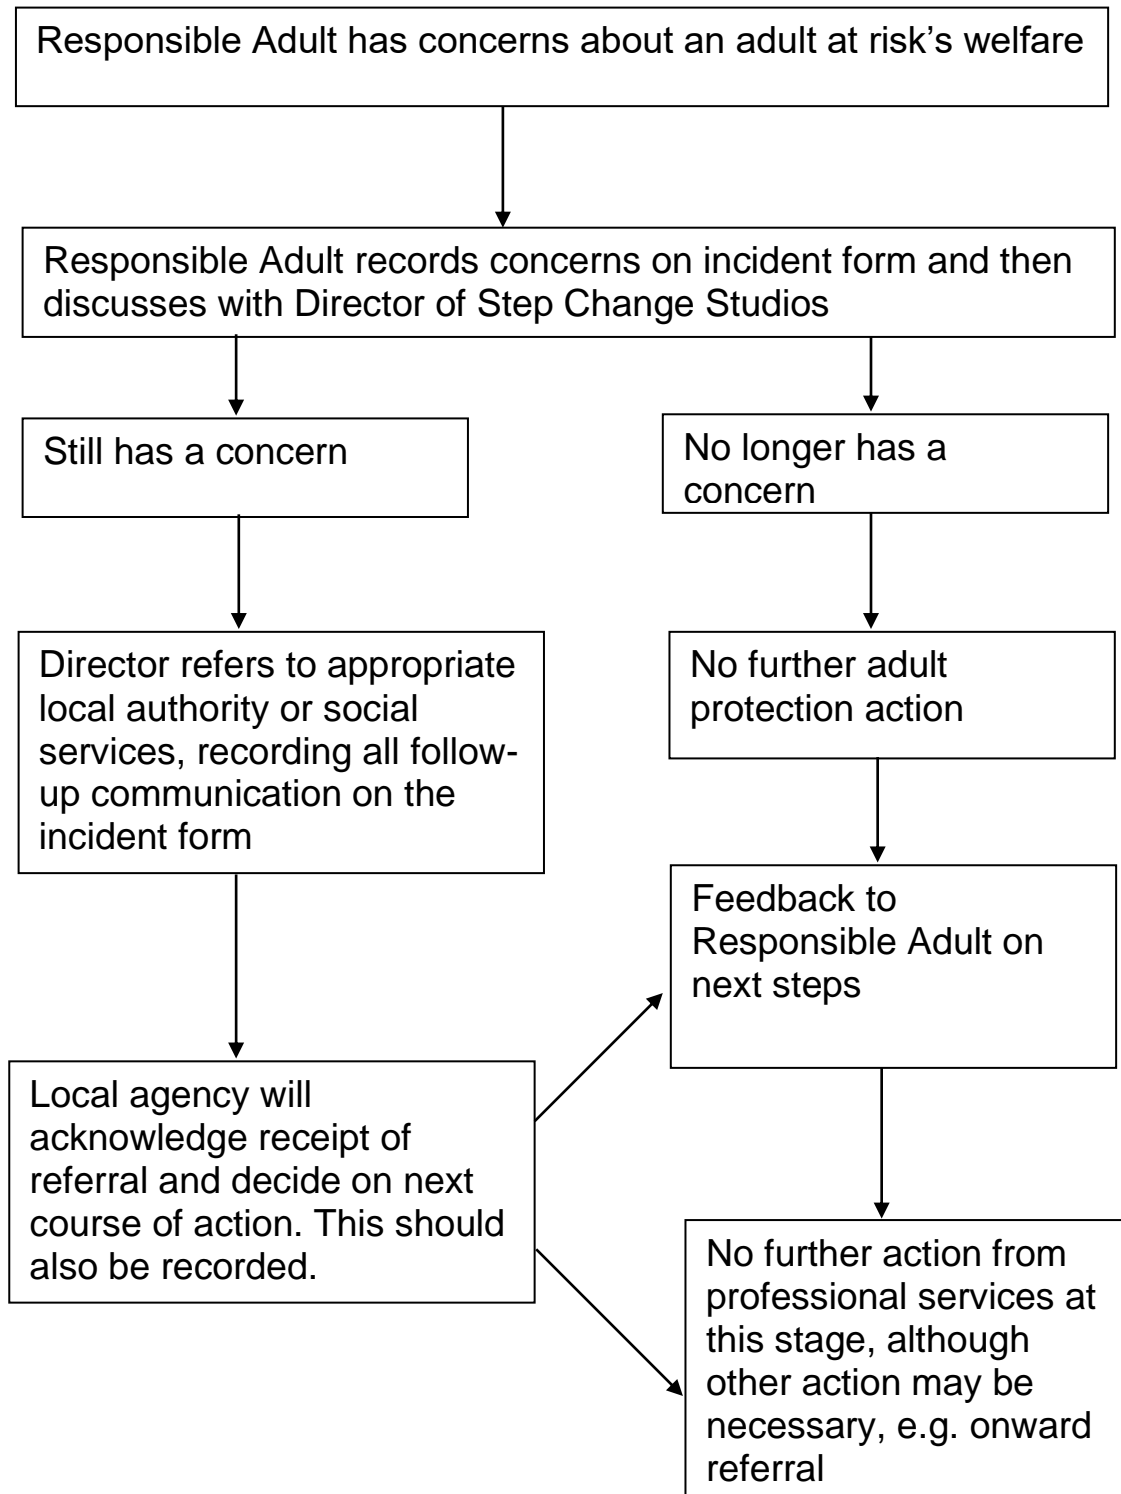 Responsible Adult has concerns about an adult at risk’s welfare
Responsible Adult records concerns on incident form and then
discusses with Director of Step Change Studios
Still has a concern
No longer has a
concern
Director refers to appropriate
local authority or social
services, recording all follow-
up communication on the
incident form
No further adult
protection action
Feedback to
Responsible Adult on
next steps
Local agency will
acknowledge receipt of
referral and decide on next
course of action. This should
also be recorded.
No further action from
professional services at
this stage, although
other action may be
necessary, e.g. onward
referral